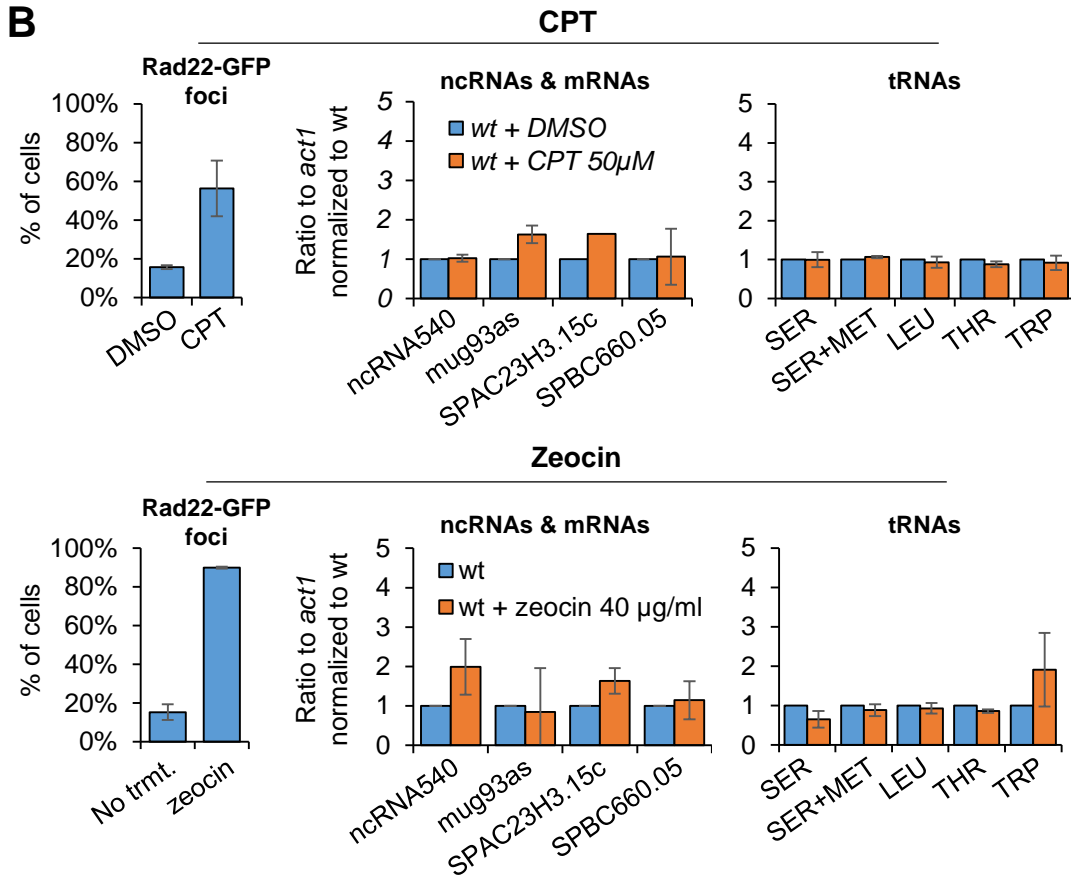 B
CPT
Rad22-GFP
foci
ncRNAs & mRNAs
tRNAs
% of cells
100%
80%
60%
40%
20%
0%
DMSO
CPT
Ratio to act1
normalized to wt
5
4
3
2
1
0
wt + DMSO
wt + CPT 50µM
ncRNA540
mug93as
SPAC23H3.15c
SPBC660.05
5
4
3
2
1
0
SER
SER+MET
LEU
THR
TRP
Zeocin
Rad22-GFP
foci
ncRNAs & mRNAs
tRNAs
% of cells
100%
80%
60%
40%
20%
0%
No trmt.
zeocin
Ratio to act1
normalized to wt
5
4
3
2
1
0
wt
wt + zeocin 40 µg/ml
ncRNA540
mug93as
SPAC23H3.15c
SPBC660.05
5
4
3
2
1
0
SER
SER+MET
LEU
THR
TRP